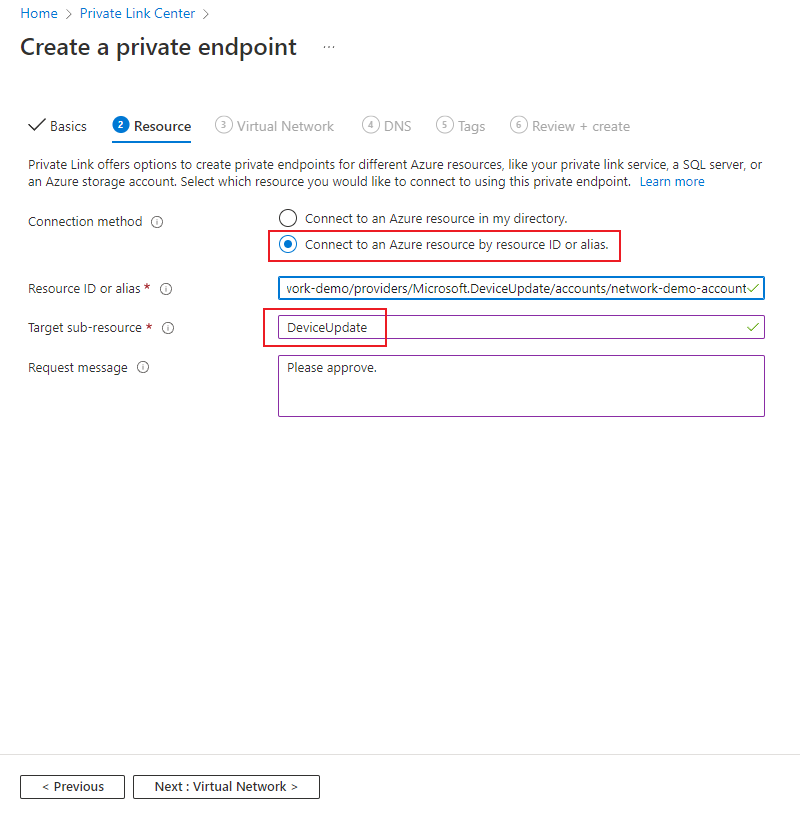 Home > Private Link Center >
Create a private endpoint ...
Basics 2 Resource 3 Virtual Network 4 DNS 5 Tags 6 Review + create
Private Link offers options to create private endpoints for different Azure resources, like your private link service, a SQL server, or
an Azure storage account. Select which resource you would like to connect to using this private endpoint. Learn more
Connection method
Connect to an Azure resource in my directory.
Connect to an Azure resource by resource ID or alias.
Resource ID or alias *
vork-demo/providers/Microsoft.DeviceUpdate/accounts/network-demo-account
Target sub-resource *
DeviceUpdate
Request message
Please approve.
< Previous Next : Virtual Network >